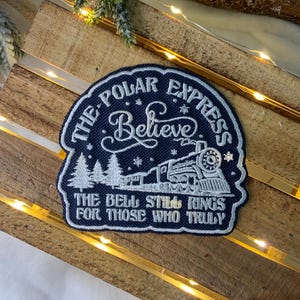 THE POLAR EXPRESS
Believe
THE BELL STILL RINGS
FOR THOSE WHO TRULY